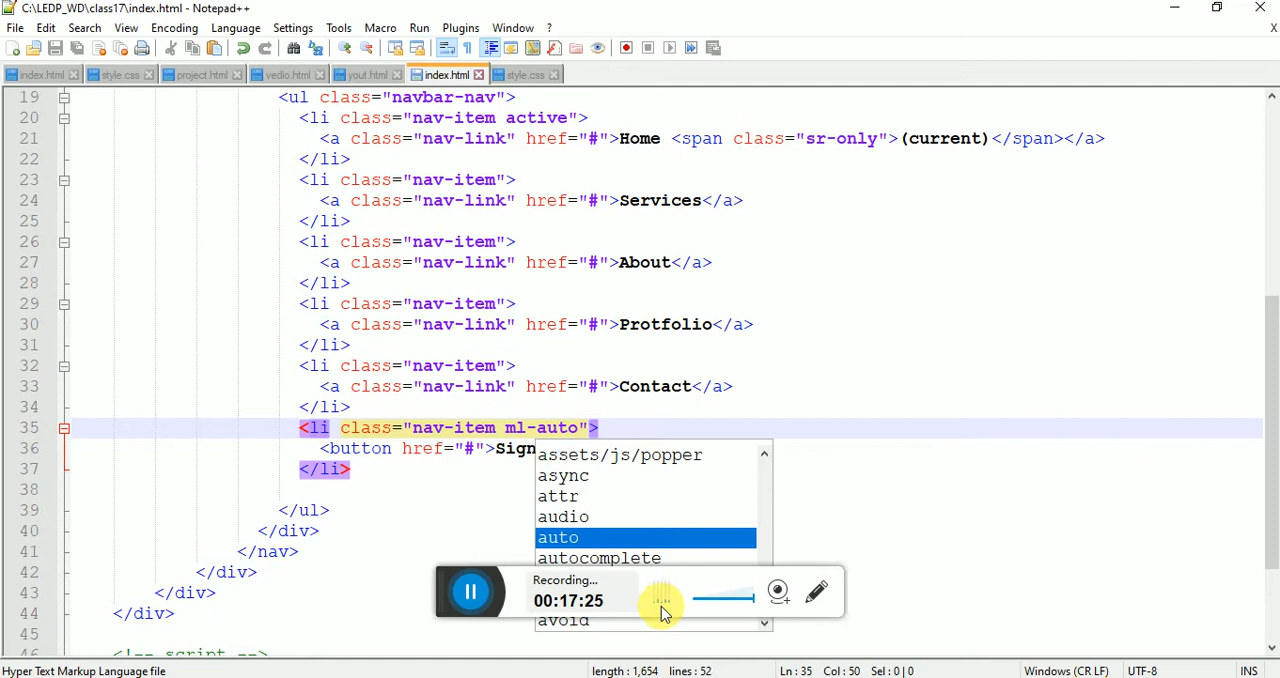 C:\LEDP_WD\class17\index.html - Notepad++
File Edit Search View Encoding Language Settings Tools Macro Run Plugins Window ? X
index.html style.css project.html vedio.html yout.html index.html style.css
19 <ul class="navbar-nav">
20 <li class="nav-item active">
21 <a class="nav-link" href="#">Home <span class="sr-only">(current)</span></a>
22 </li>
23 <li class="nav-item">
24 <a class="nav-link" href="#">Services</a>
25 </li>
26 <li class="nav-item">
27 <a class="nav-link" href="#">About</a>
28 </li>
29 <li class="nav-item">
30 <a class="nav-link" href="#">Protfolio</a>
31 </li>
32 <li class="nav-item">
33 <a class="nav-link" href="#">Contact</a>
34 </li>
35 <li class="nav-item ml-auto">
36 <button href="#">Sign
assets/js/popper
37 </li>
async
38
attr
39 </ul>
audio
40 </div>
auto
41 </nav>
autocomplete
42 </div>
Recording...
43 </div>
00:17:25
44 </div>
avoid
45
46 <!-- script -->
Hyper Text Markup Language file length : 1,654 lines : 52 Ln : 35 Col : 50 Sel : 0 | 0 Windows (CR LF) UTF-8 INS